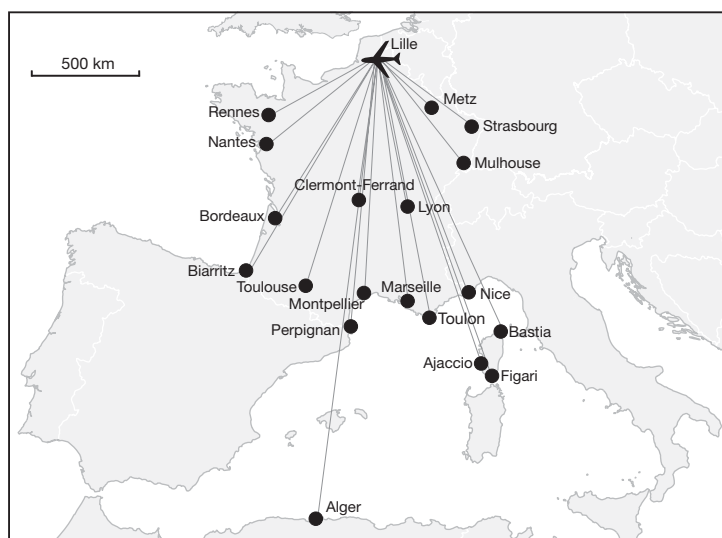 Lille
500 km
Metz
Rennes
Strasbourg
Nantes
Mulhouse
Clermont-Ferrand
Lyon
Bordeaux
Biarritz
Toulouse
Marseille
Nice
Montpellier
Toulon
Perpignan
Bastia
Ajaccio
Figari
Alger